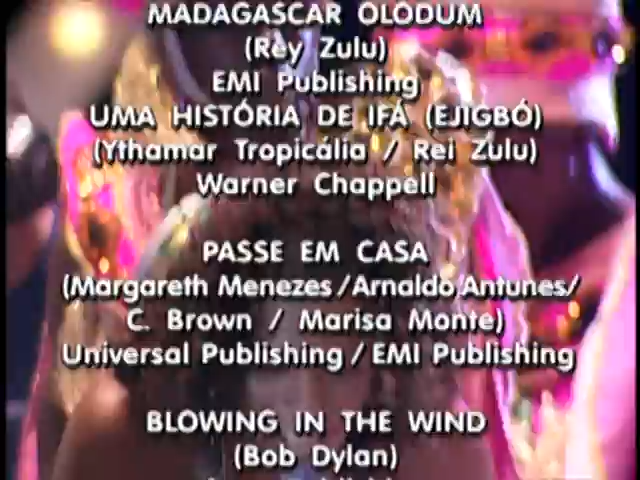 MADAGASCAR OLODUM
(Rey Zulu)
EMI Publishing
UMA HISTÓRIA DE IFÁ (EJIGBÓ)
(Ythamar Tropicália / Rei Zulu)
Warner Chappell
PASSE EM CASA
(Margareth Menezes/Arnaldo Antunes/
C. Brown / Marisa Monte)
Universal Publishing / EMI Publishing
BLOWING IN THE WIND
(Bob Dylan)